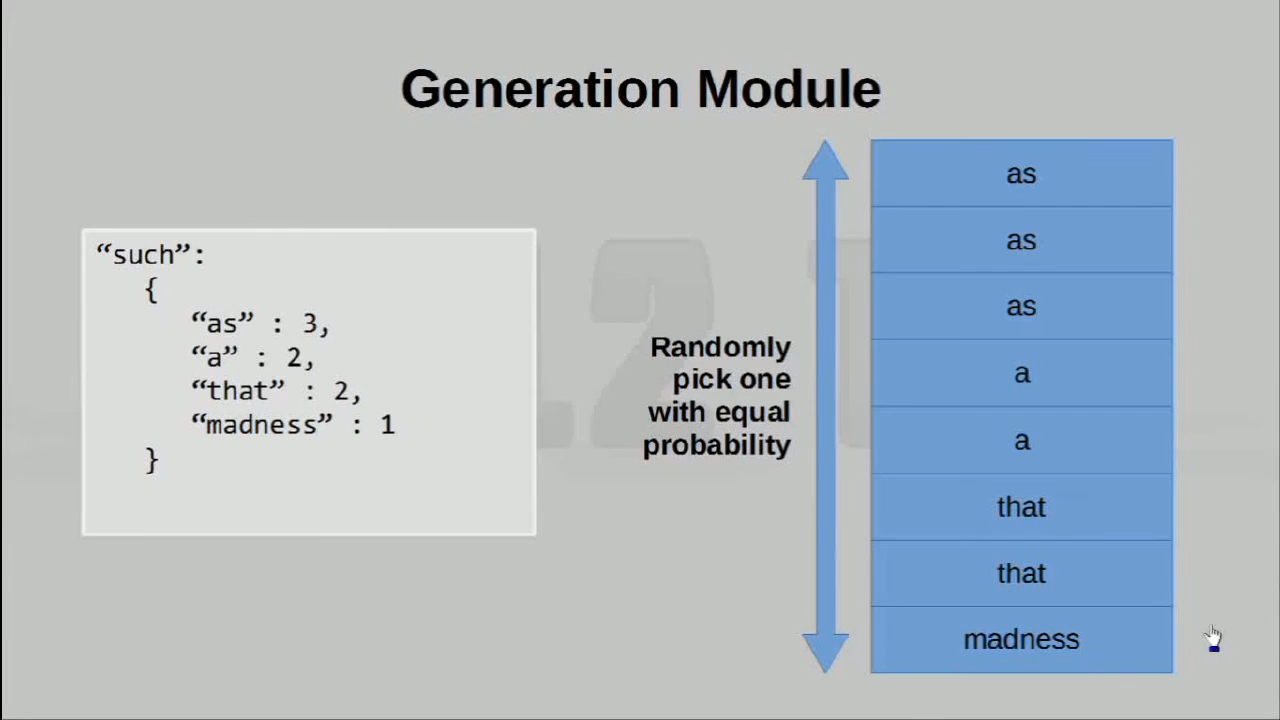 Generation Module
“such”:
{
“as” : 3,
“a” : 2,
“that” : 2,
“madness” : 1
}
Randomly
pick one
with equal
probability
as
as
as
a
a
that
that
madness